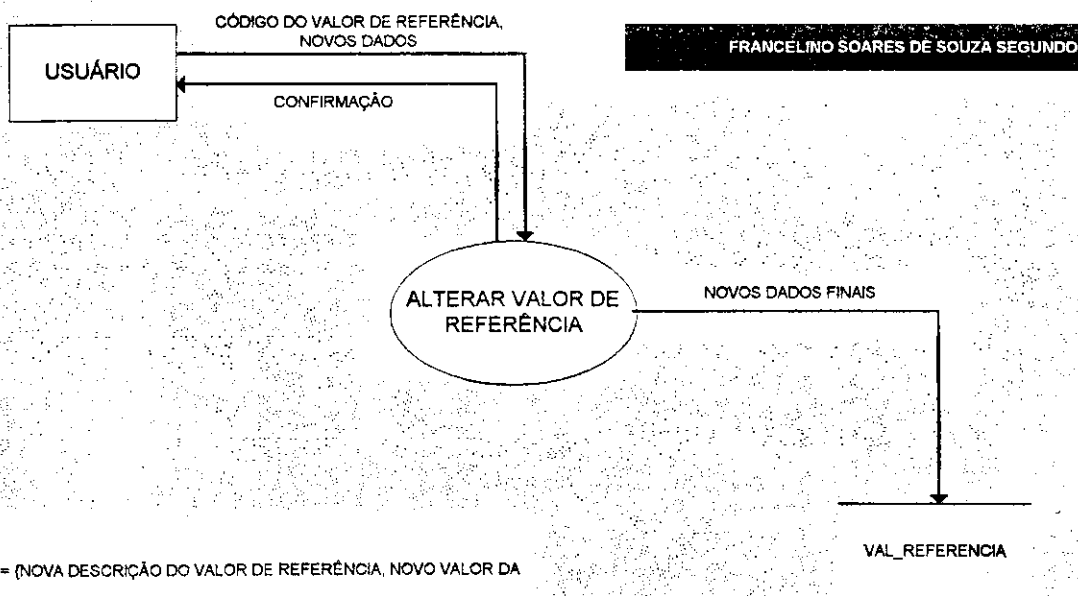 CÓDIGO DO VALOR DE REFERÊNCIA,
NOVOS DADOS
FRANCELINO SOARES DE SOUZA SEGUNDO
USUÁRIO
CONFIRMAÇÃO
ALTERAR VALOR DE
REFERÊNCIA
NOVOS DADOS FINAIS
VAL_REFERENCIA
= {NOVA DESCRIÇÃO DO VALOR DE REFERÊNCIA, NOVO VALOR DA